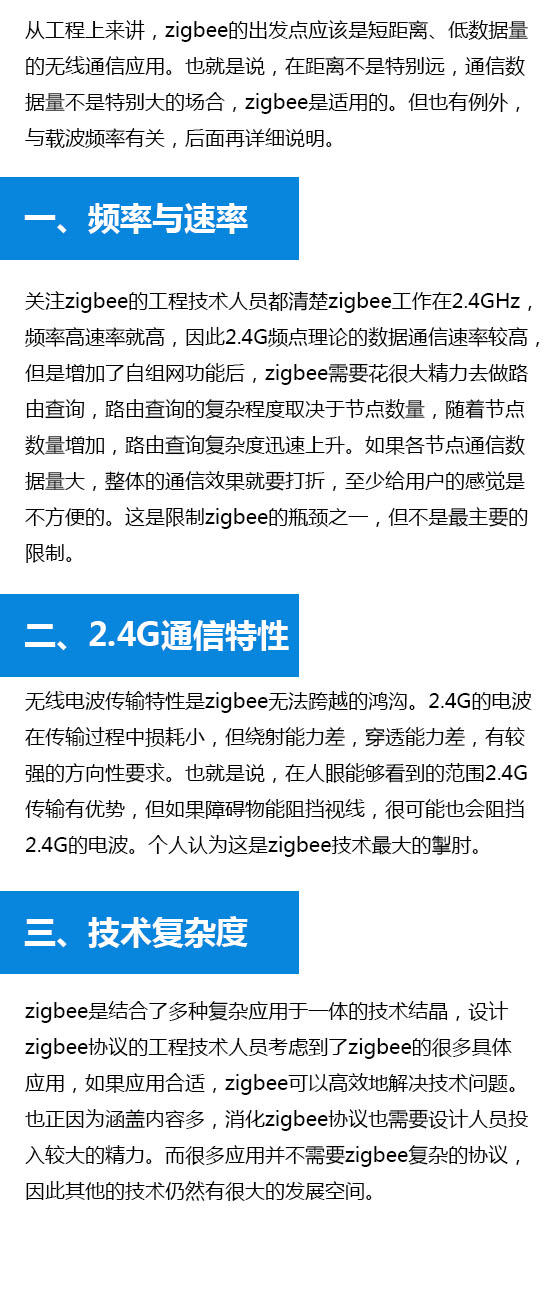 从工程上来讲，zigbee的出发点应该是短距离、低数据量
的无线通信应用。也就是说，在距离不是特别远，通信数
据量不是特别大的场合，zigbee是适用的。但也有例外，
与载波频率有关，后面再详细说明。
一、频率与速率
关注zigbee的工程技术人员都清楚zigbee工作在2.4GHz，
频率高速率就高，因此2.4G频点理论的数据通信速率较高，
但是增加了自组网功能后，zigbee需要花很大精力去做路
由查询，路由查询的复杂程度取决于节点数量，随着节点
数量增加，路由查询复杂度迅速上升。如果各节点通信数
据量大，整体的通信效果就要打折，至少给用户的感觉是
不方便的。这是限制zigbee的瓶颈之一，但不是最主要的
限制。
二、2.4G通信特性
无线电波传输特性是zigbee无法跨越的鸿沟。2.4G的电波
在传输过程中损耗小，但绕射能力差，穿透能力差，有较
强的方向性要求。也就是说，在人眼能够看到的范围2.4G
传输有优势，但如果障碍物能阻挡视线，很可能也会阻挡
2.4G的电波。个人认为这是zigbee技术最大的掣肘。
三、技术复杂度
zigbee是结合了多种复杂应用于一体的技术结晶，设计
zigbee协议的工程技术人员考虑到了zigbee的很多具体
应用，如果应用合适，zigbee可以高效地解决技术问题。
也正因为涵盖内容多，消化zigbee协议也需要设计人员投
入较大的精力。而很多应用并不需要zigbee复杂的协议，
因此其他的技术仍然有很大的发展空间。